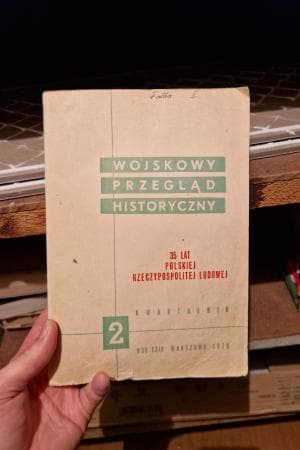 WOJSKOWY
PRZEGLĄD
HISTORYCZNY
35 LAT
POLSKIEJ
RZECZYPOSPOLITEJ LUDOWEJ
KWARTALNIK
2
ROK XXIV WARSZAWA 1979